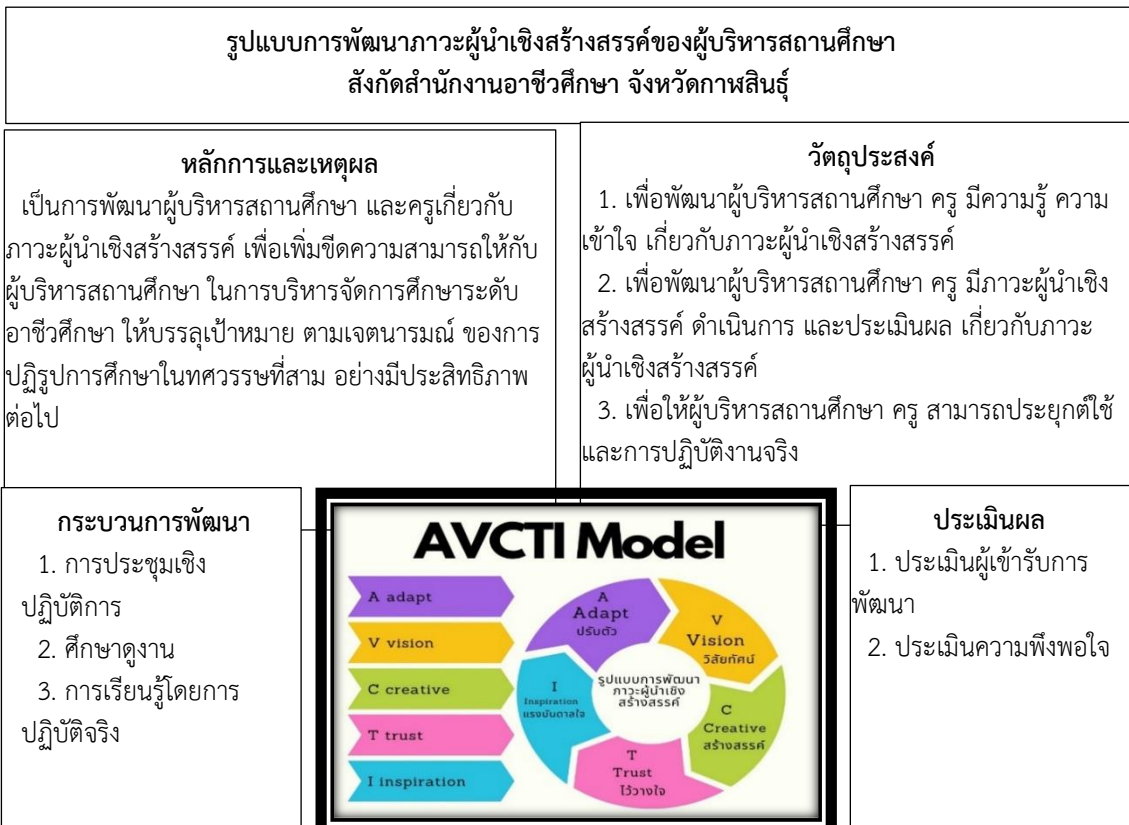 รูปแบบการพัฒนาภาวะผู้นำเชิงสร้างสรรค์ของผู้บริหารสถานศึกษา
สังกัดสำนักงานอาชีวศึกษา จังหวัดกาฬสินธุ์
หลักการและเหตุผล
เป็นการพัฒนาผู้บริหารสถานศึกษา และครูเกี่ยวกับ
ภาวะผู้นำเชิงสร้างสรรค์ เพื่อเพิ่มขีดความสามารถให้กับ
ผู้บริหารสถานศึกษา ในการบริหารจัดการศึกษาระดับ
อาชีวศึกษา ให้บรรลุเป้าหมาย ตามเจตนารมณ์ ของการ
ปฏิรูปการศึกษาในทศวรรษที่สาม อย่างมีประสิทธิภาพ
ต่อไป
วัตถุประสงค์
1. เพื่อพัฒนาผู้บริหารสถานศึกษา ครู มีความรู้ ความ
เข้าใจ เกี่ยวกับภาวะผู้นำเชิงสร้างสรรค์
2. เพื่อพัฒนาผู้บริหารสถานศึกษา ครู มีภาวะผู้นำเชิง
สร้างสรรค์ ดำเนินการ และประเมินผล เกี่ยวกับภาวะ
ผู้นำเชิงสร้างสรรค์
3. เพื่อให้ผู้บริหารสถานศึกษา ครู สามารถประยุกต์ใช้
และการปฏิบัติงานจริง
กระบวนการพัฒนา
1. การประชุมเชิง
ปฏิบัติการ
2. ศึกษาดูงาน
3. การเรียนรู้โดยการ
ปฏิบัติจริง
AVCTI Model
A adapt
V vision
C creative
T trust
I inspiration
A
Adapt
ปรับตัว
V
Vision
วิสัยทัศน์
C
Creative
สร้างสรรค์
T
Trust
ไว้วางใจ
I
Inspiration
แรงบันดาลใจ
รูปแบบการพัฒนา
ภาวะผู้นำเชิง
สร้างสรรค์
ประเมินผล
1. ประเมินผู้เข้ารับการ
พัฒนา
2. ประเมินความพึงพอใจ